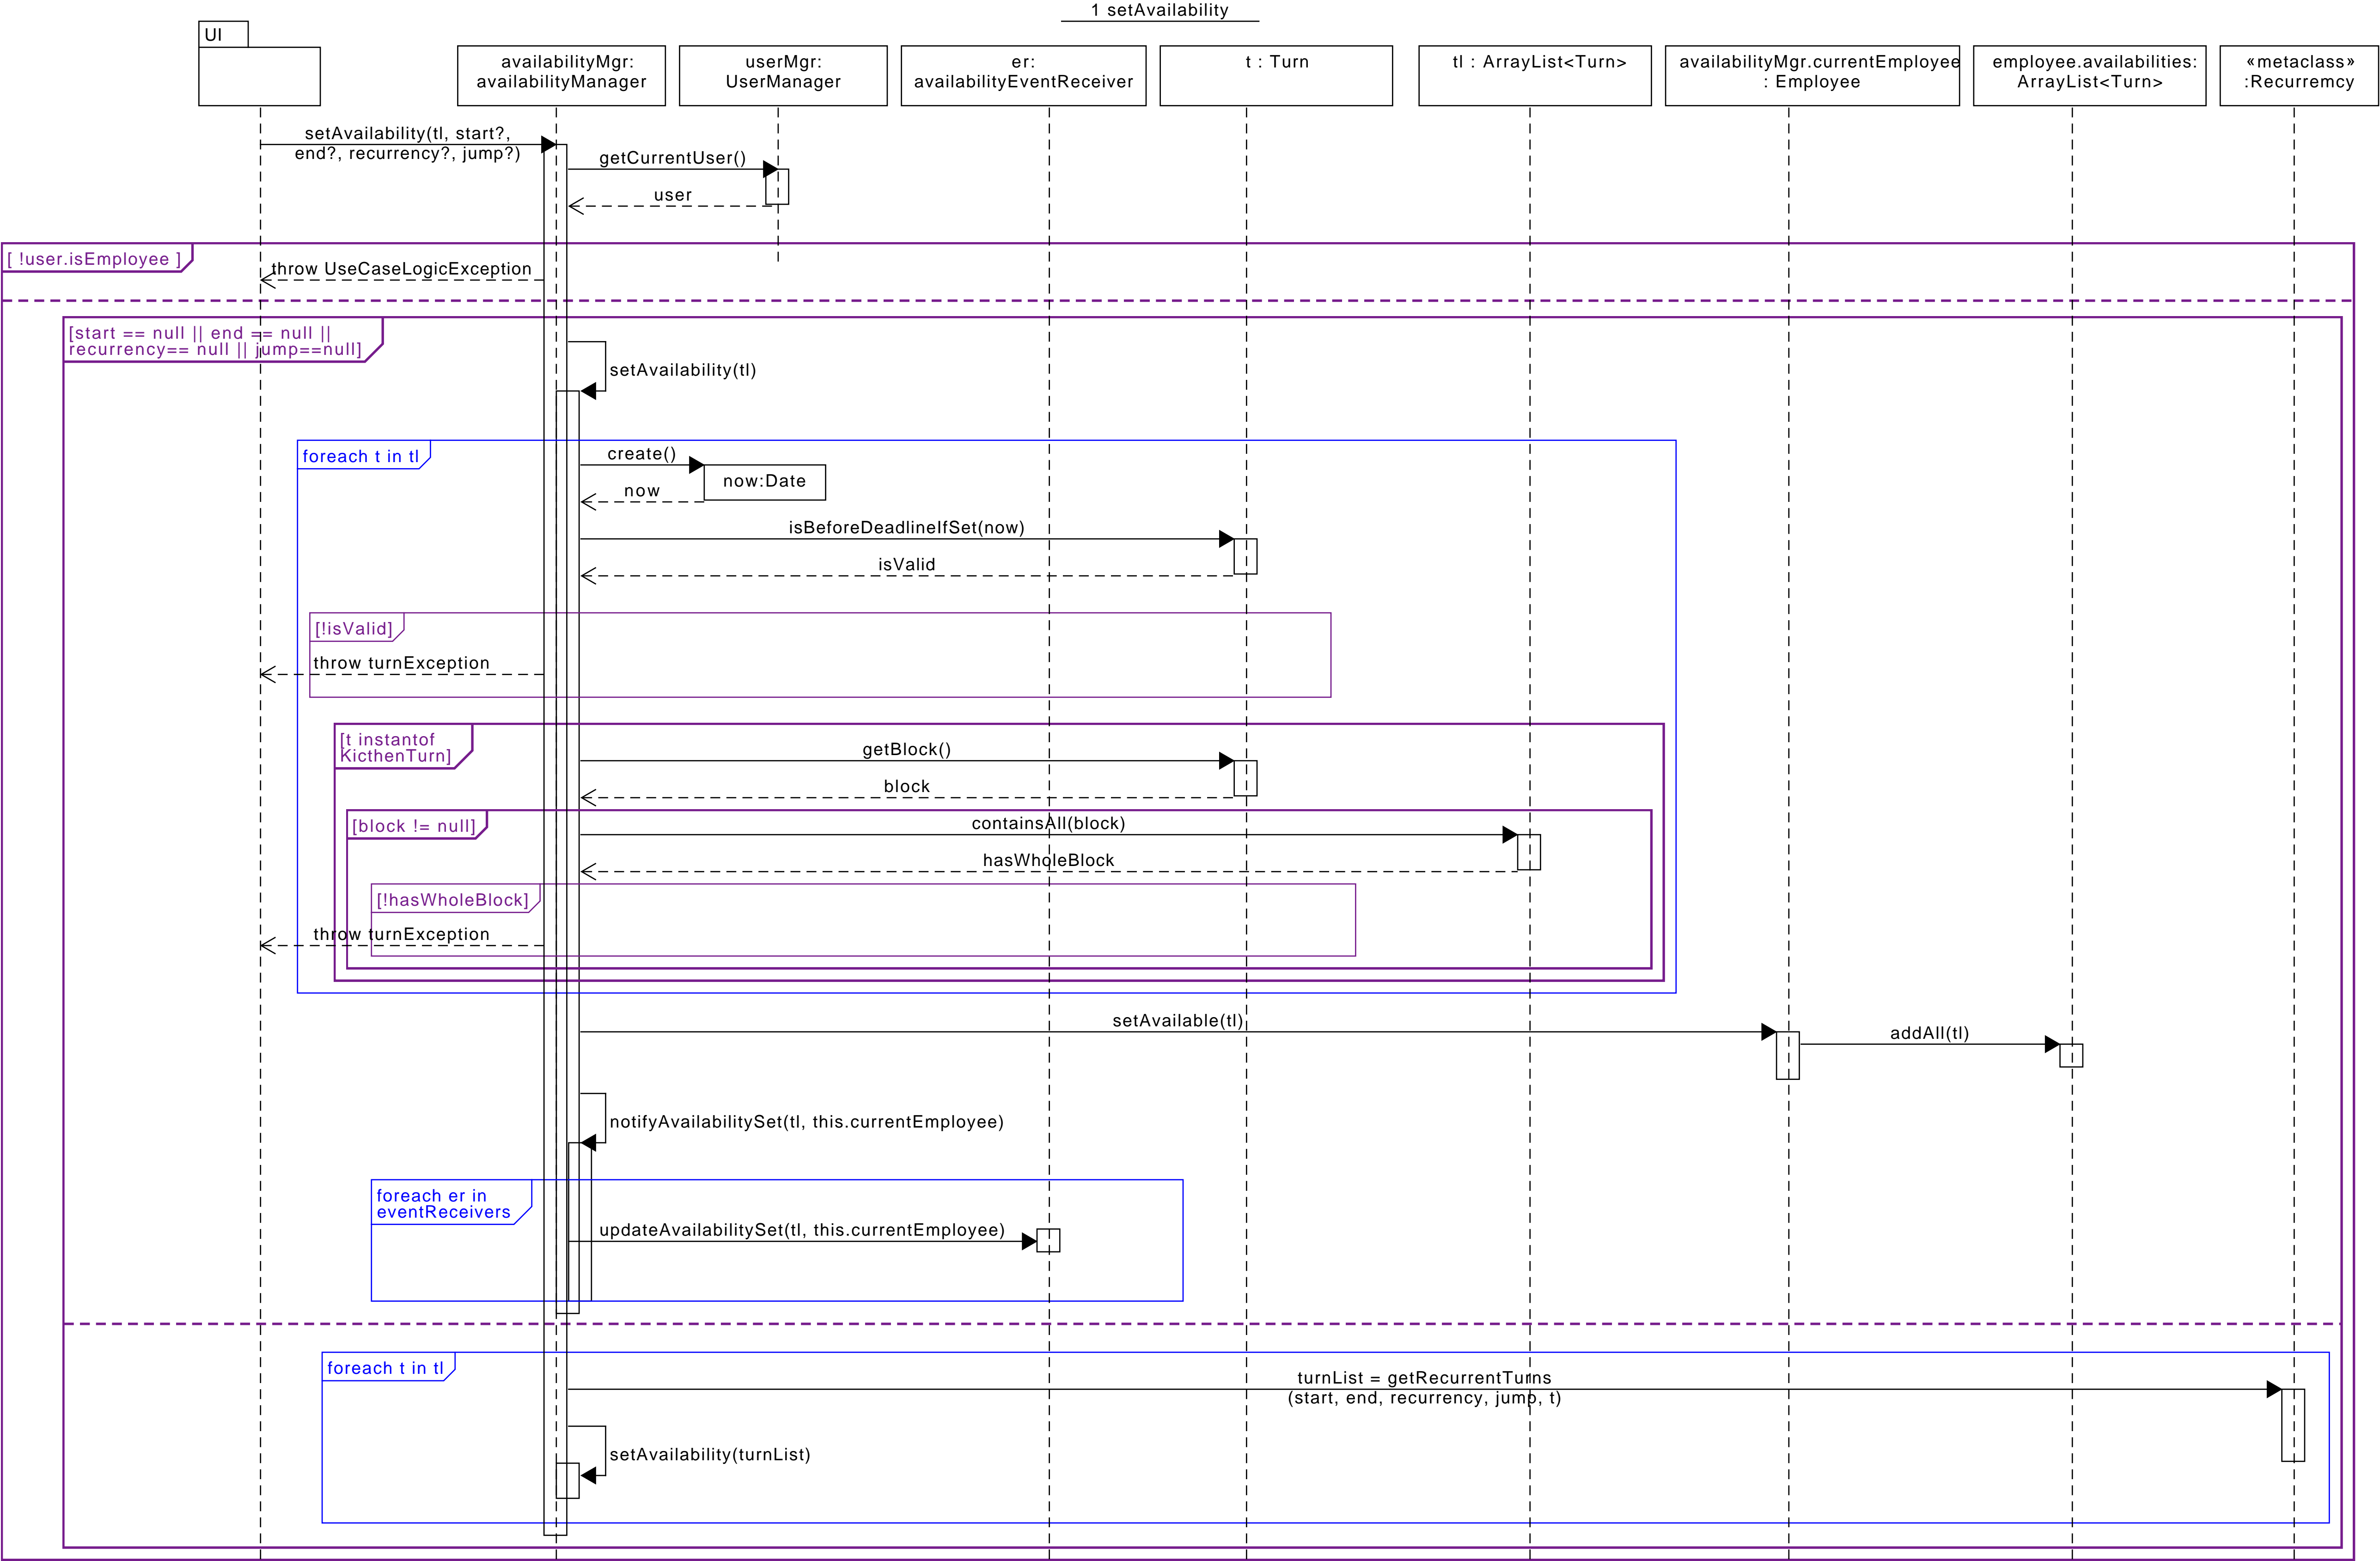 1 setAvailability
UI
availabilityMgr:
availabilityManager
userMgr:
UserManager
er:
availabilityEventReceiver
t : Turn
tl : ArrayList<Turn>
availabilityMgr.currentEmployee
: Employee
employee.availabilities:
ArrayList<Turn>
«metaclass»
:Recurremcy
setAvailability(tl, start?,
end?, recurrency?, jump?)
getCurrentUser()
user
[ !user.isEmployee ]
throw UseCaseLogicException
[start == null || end == null ||
recurrency== null || jump==null]
setAvailability(tl)
foreach t in tl
create()
now:Date
now
isBeforeDeadlineIfSet(now)
isValid
[!isValid]
throw turnException
[t instantof
KicthenTurn]
getBlock()
block
[block != null]
containsAll(block)
hasWholeBlock
[!hasWholeBlock]
throw turnException
setAvailable(tl)
addAll(tl)
notifyAvailabilitySet(tl, this.currentEmployee)
foreach er in
eventReceivers
updateAvailabilitySet(tl, this.currentEmployee)
foreach t in tl
turnList = getRecurrentTurns
(start, end, recurrency, jump, t)
setAvailability(turnList)